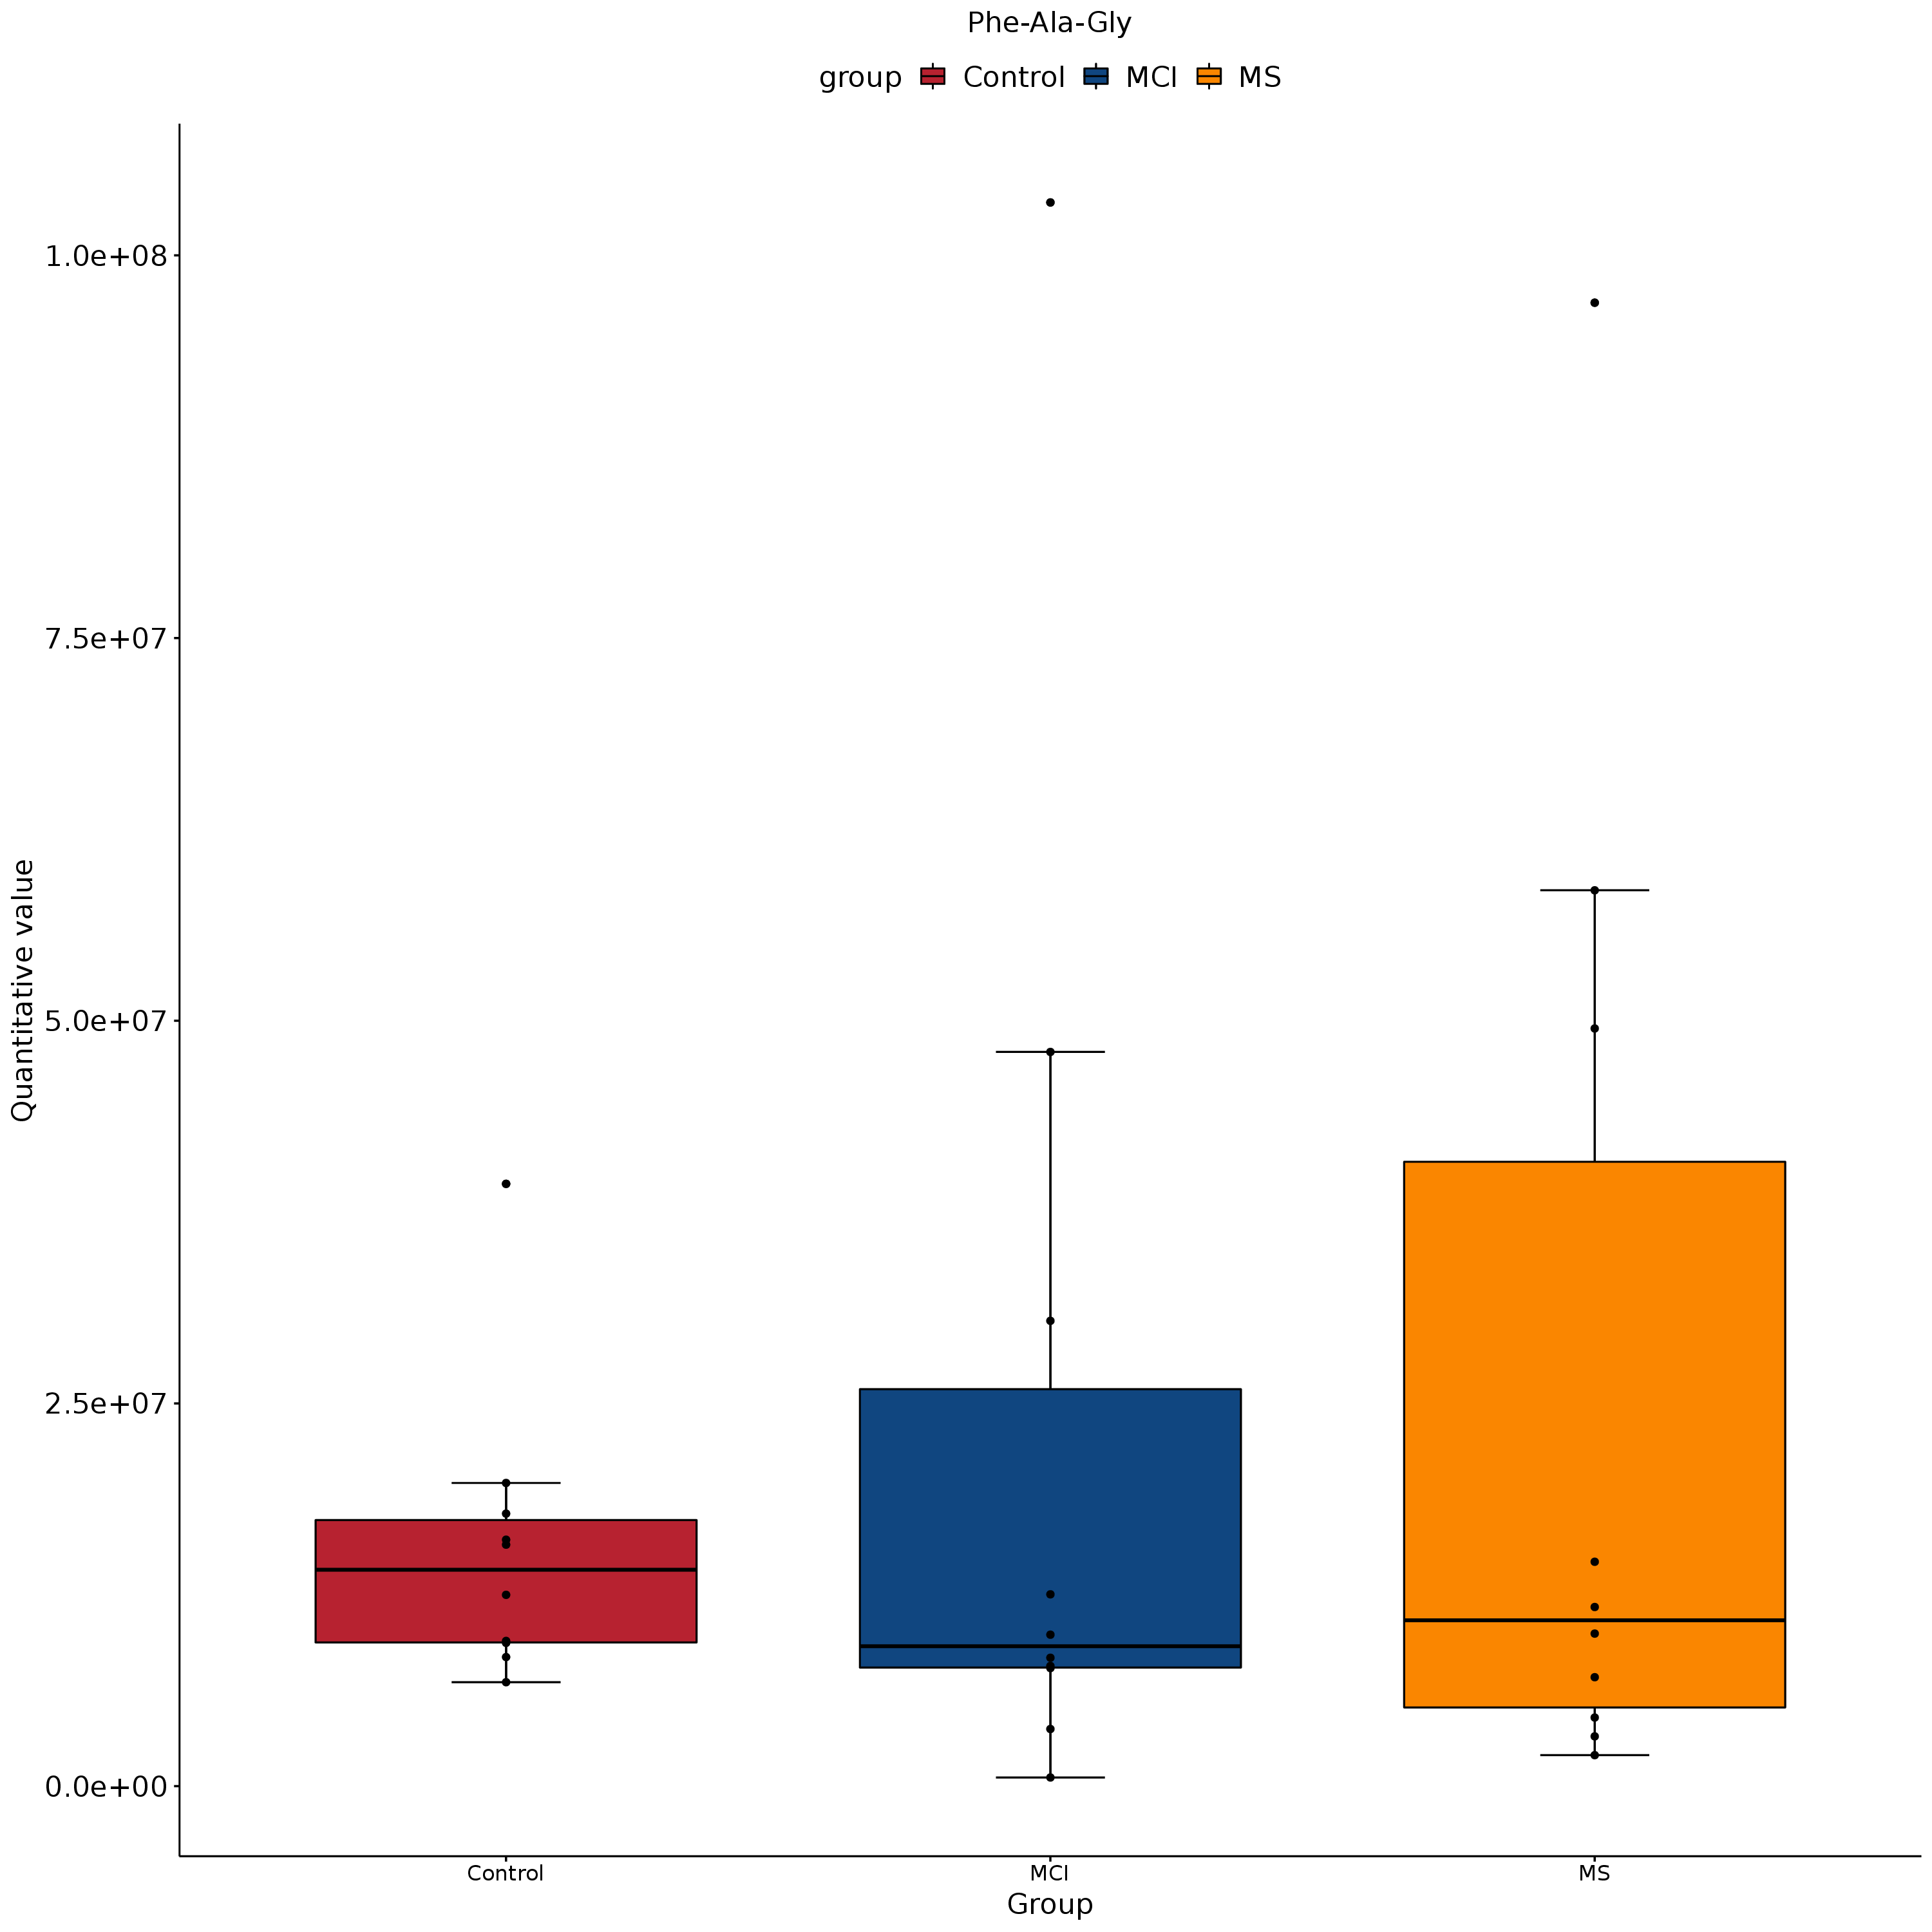 Phe-Ala-Gly
group Control MCI MS
1.0e+08
7.5e+07
5.0e+07
2.5e+07
0.0e+00
Quantitative value
Control MCI MS
Group